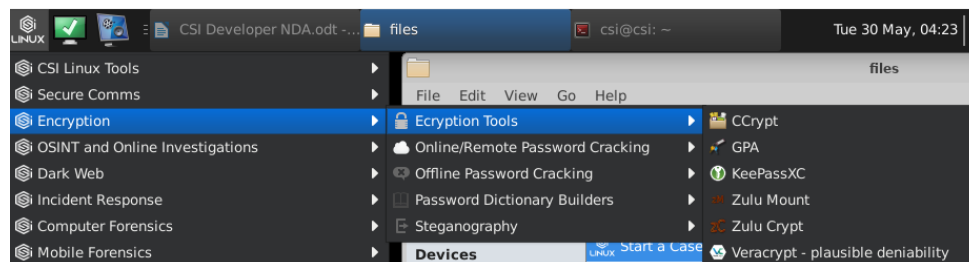 LINUX CSI Developer NDA.odt -... files csi@csi: ~ Tue 30 May, 04:23
CSI Linux Tools
Secure Comms
Encryption
OSINT and Online Investigations
Dark Web
Incident Response
Computer Forensics
Mobile Forensics
files
File Edit View Go Help
Ecryption Tools
Online/Remote Password Cracking
Offline Password Cracking
Password Dictionary Builders
Steganography
Devices
LINUX Start a Case
CCrypt
GPA
KeePassXC
Zulu Mount
Zulu Crypt
Veracrypt - plausible deniability